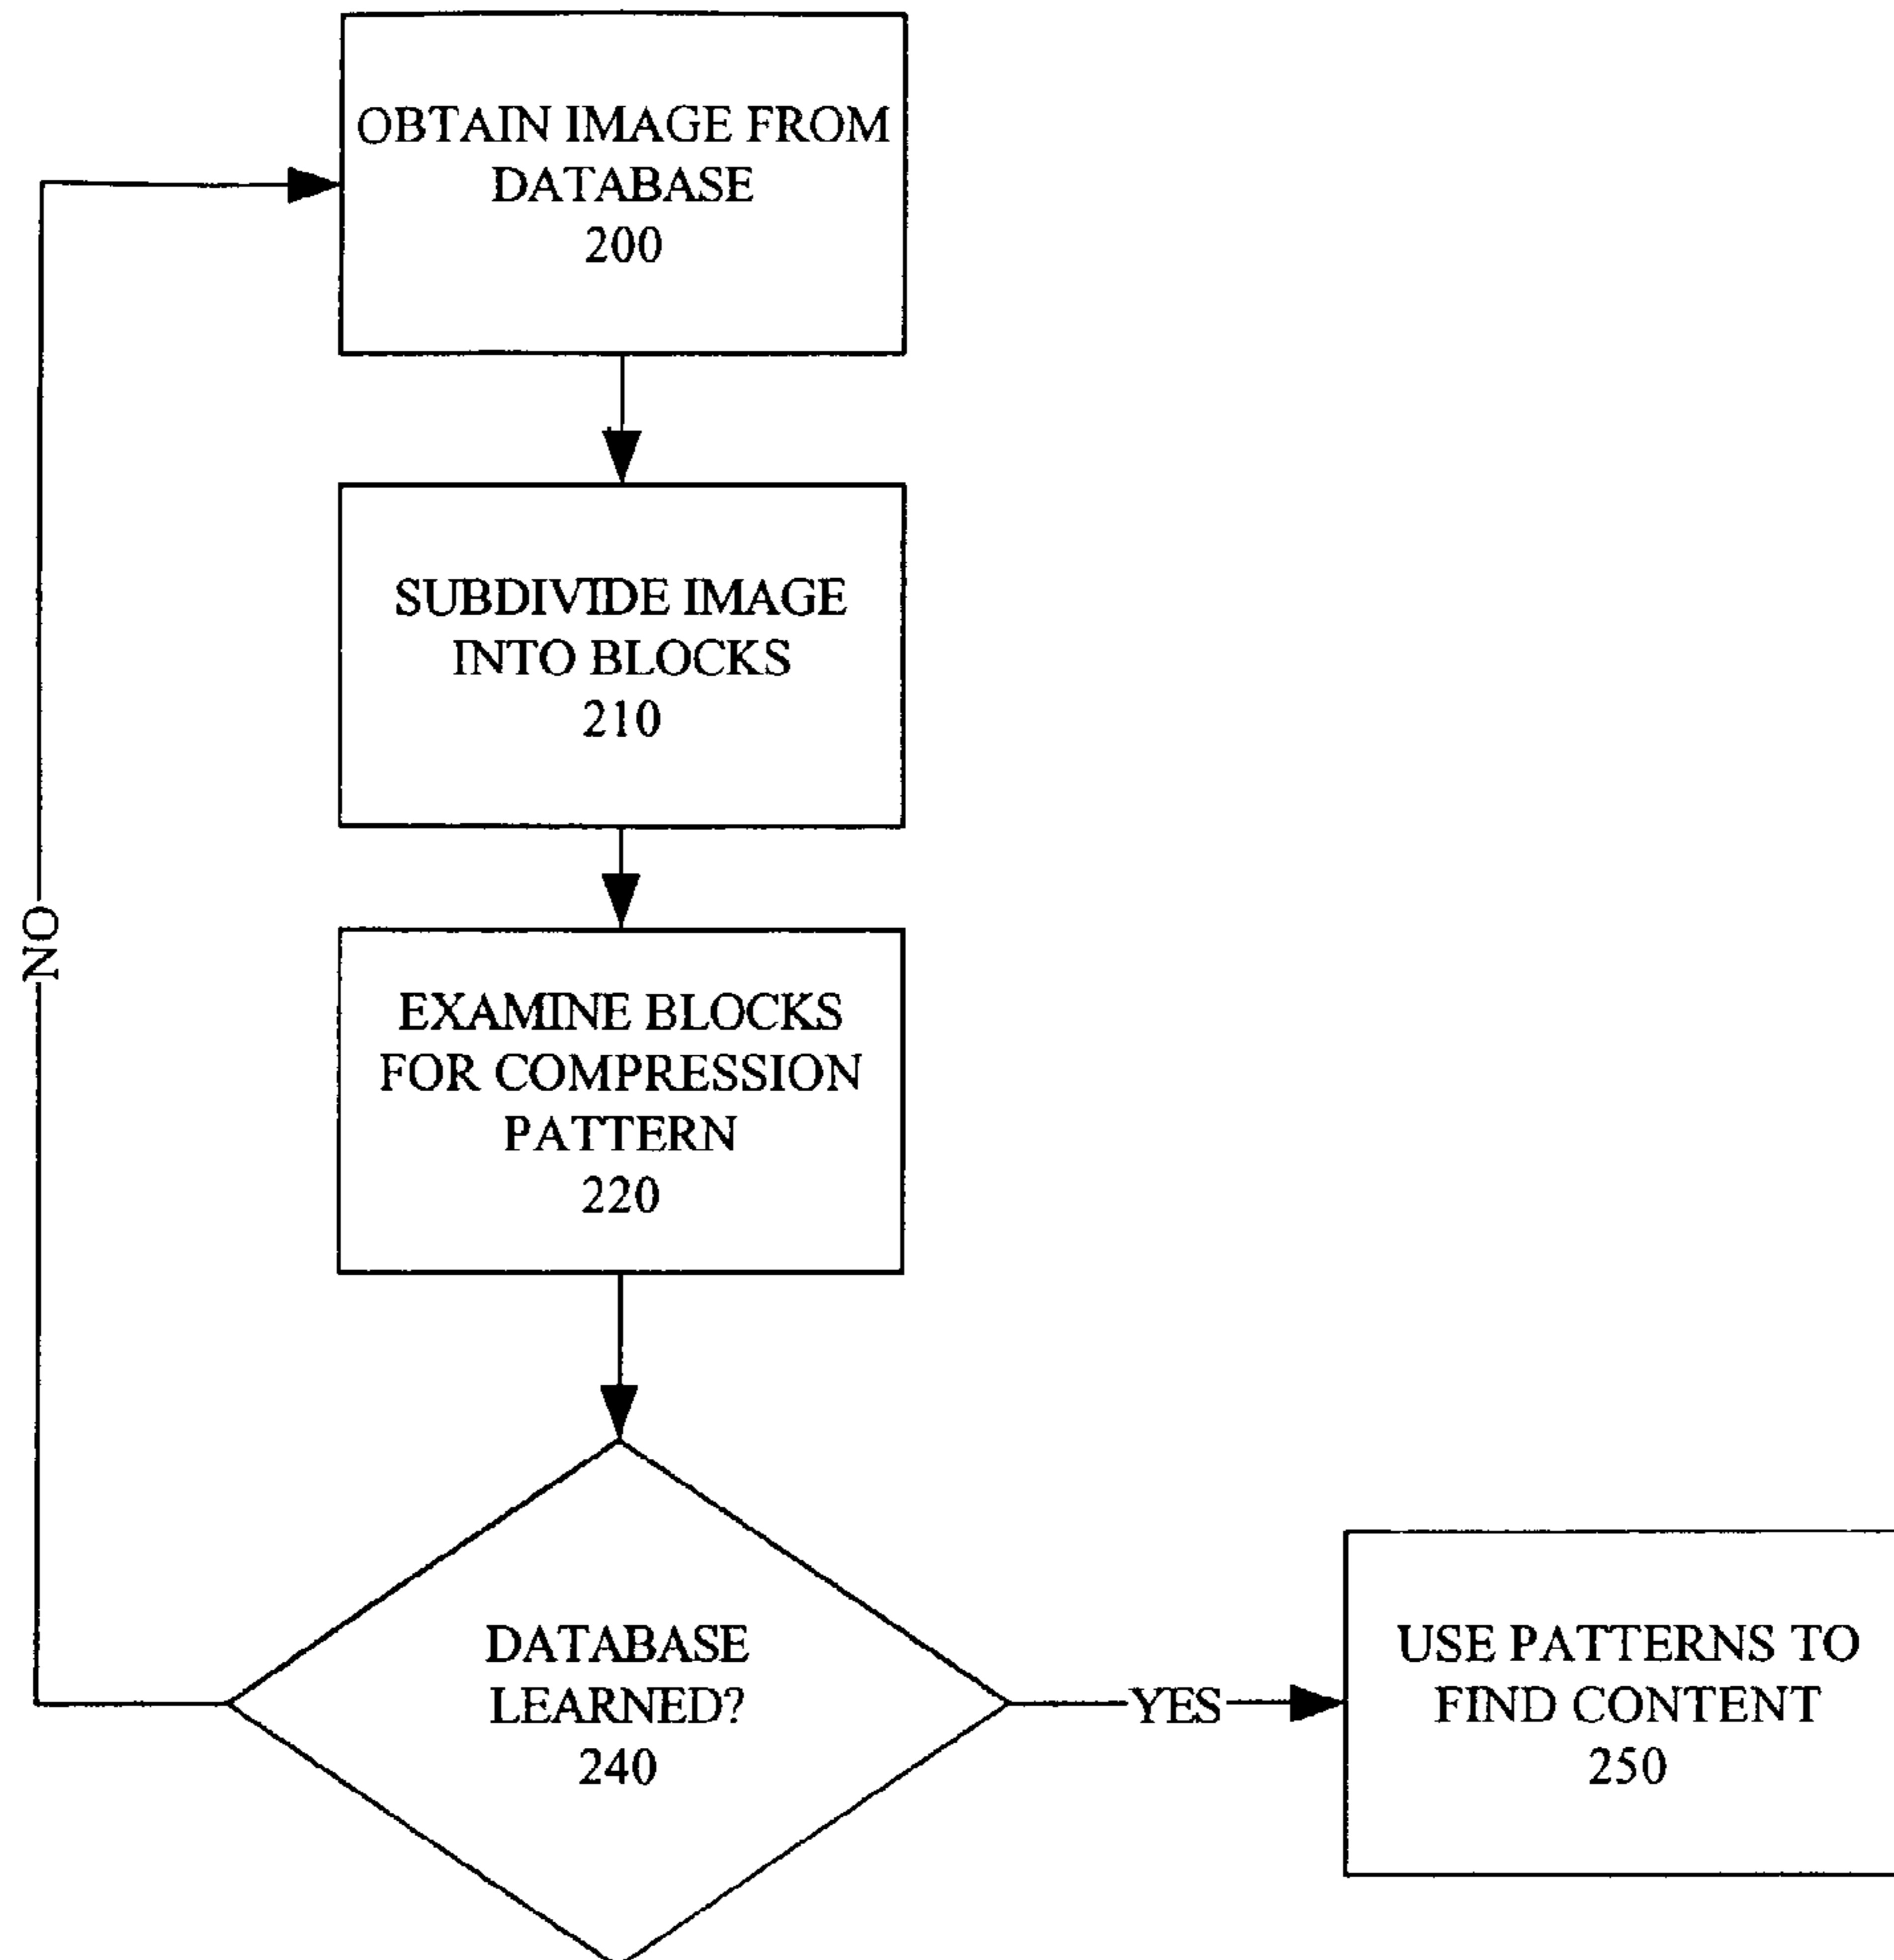 OBTAIN IMAGE FROM
DATABASE
200
SUBDIVIDE IMAGE
INTO BLOCKS
210
NO
EXAMINE BLOCKS
FOR COMPRESSION
PATTERN
220
DATABASE
LEARNED?
240
YES
USE PATTERNS TO
FIND CONTENT
250